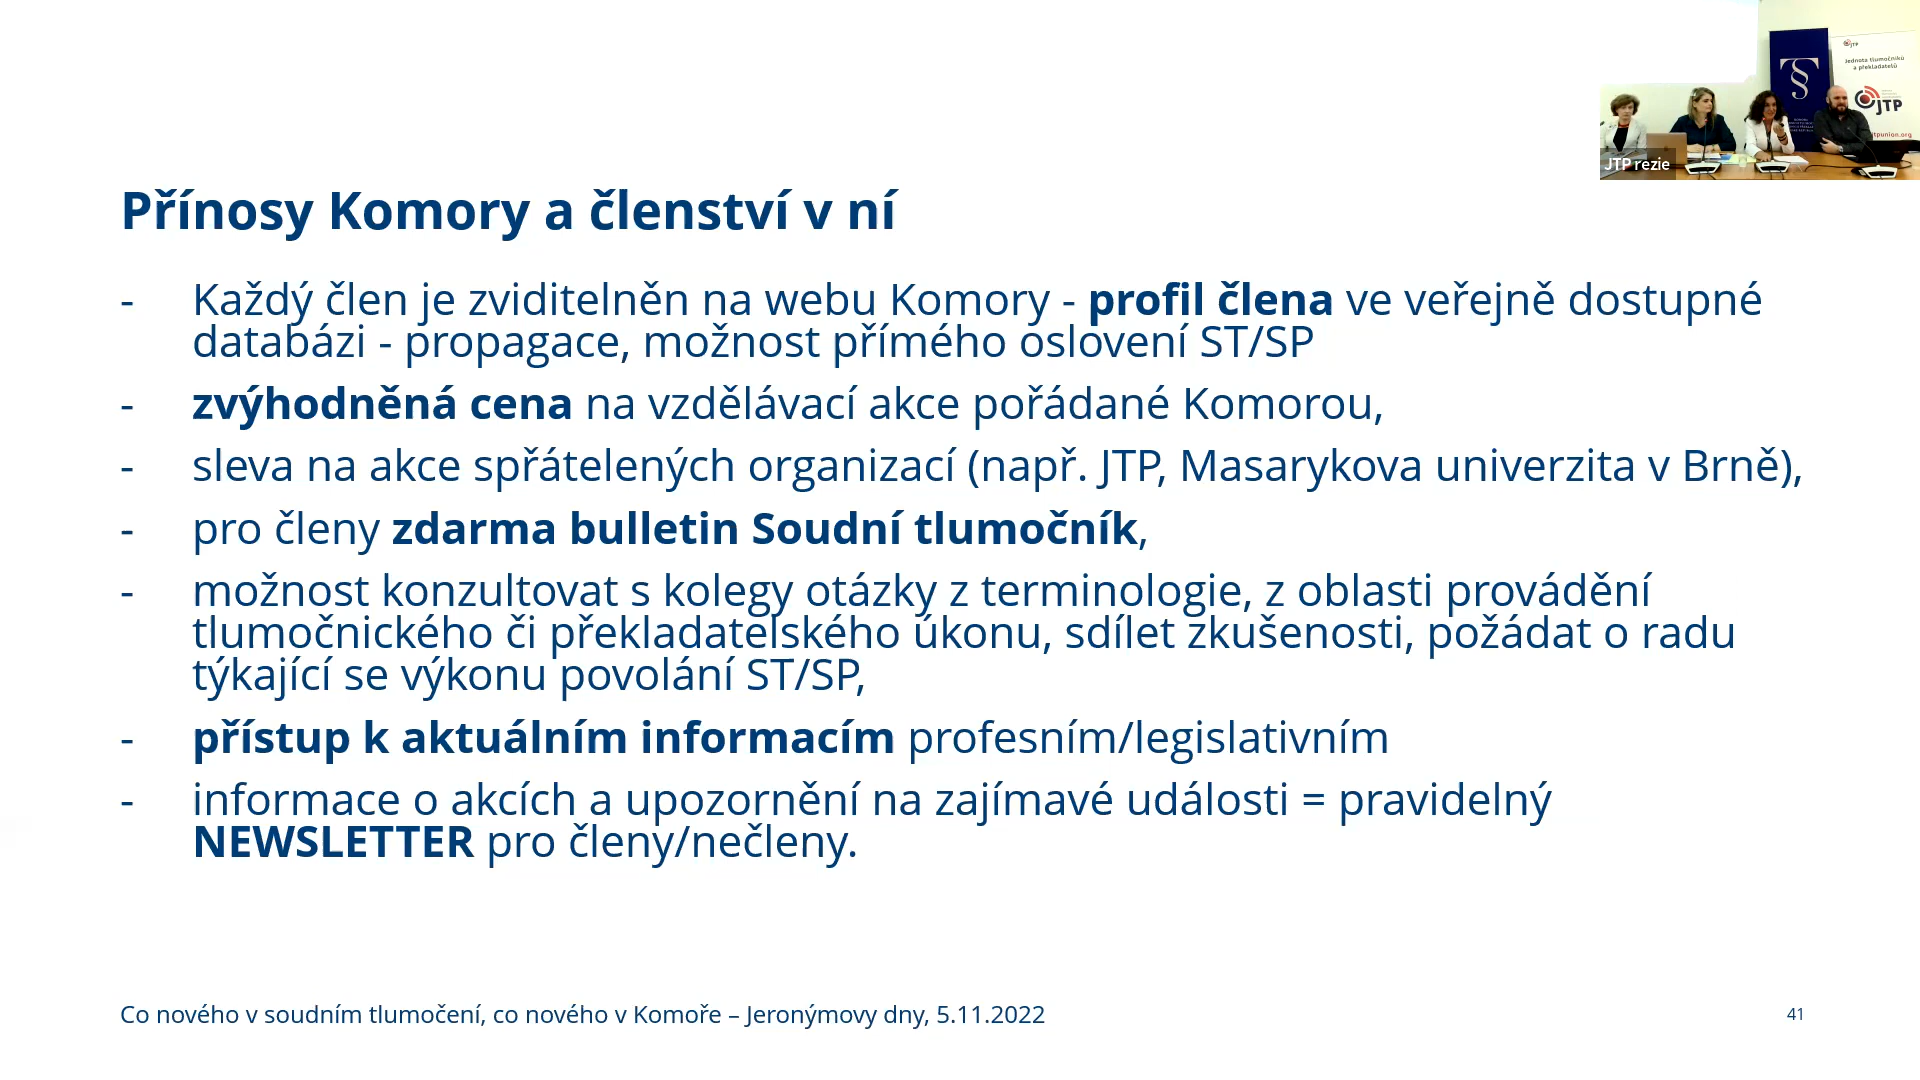 Jednota tlumočníků
a překladatelů
JTP
jtpunion.org
JTP rezie
Přínosy Komory a členství v ní
- Každý člen je zviditelněn na webu Komory - profil člena ve veřejně dostupné
databázi - propagace, možnost přímého oslovení ST/SP
- zvýhodněná cena na vzdělávací akce pořádané Komorou,
- sleva na akce spřátelených organizací (např. JTP, Masarykova univerzita v Brně),
- pro členy zdarma bulletin Soudní tlumočník,
- možnost konzultovat s kolegy otázky z terminologie, z oblasti provádění
tlumočnického či překladatelského úkonu, sdílet zkušenosti, požádat o radu
týkající se výkonu povolání ST/SP,
- přístup k aktuálním informacím profesním/legislativním
- informace o akcích a upozornění na zajímavé události = pravidelný
NEWSLETTER pro členy/nečleny.
Co nového v soudním tlumočení, co nového v Komoře – Jeronýmovy dny, 5.11.2022
41